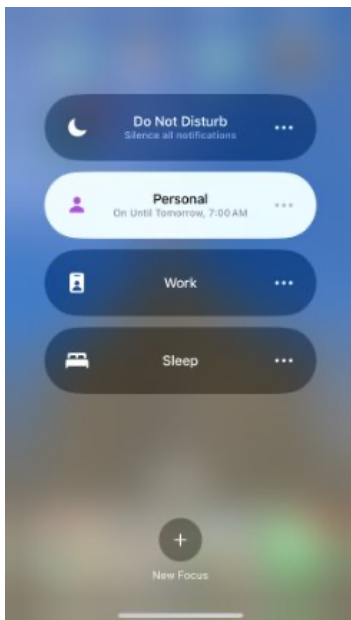 Do Not Disturb
Silence all notifications
Personal
On Until Tomorrow, 7:00 AM
Work
Sleep
New Focus